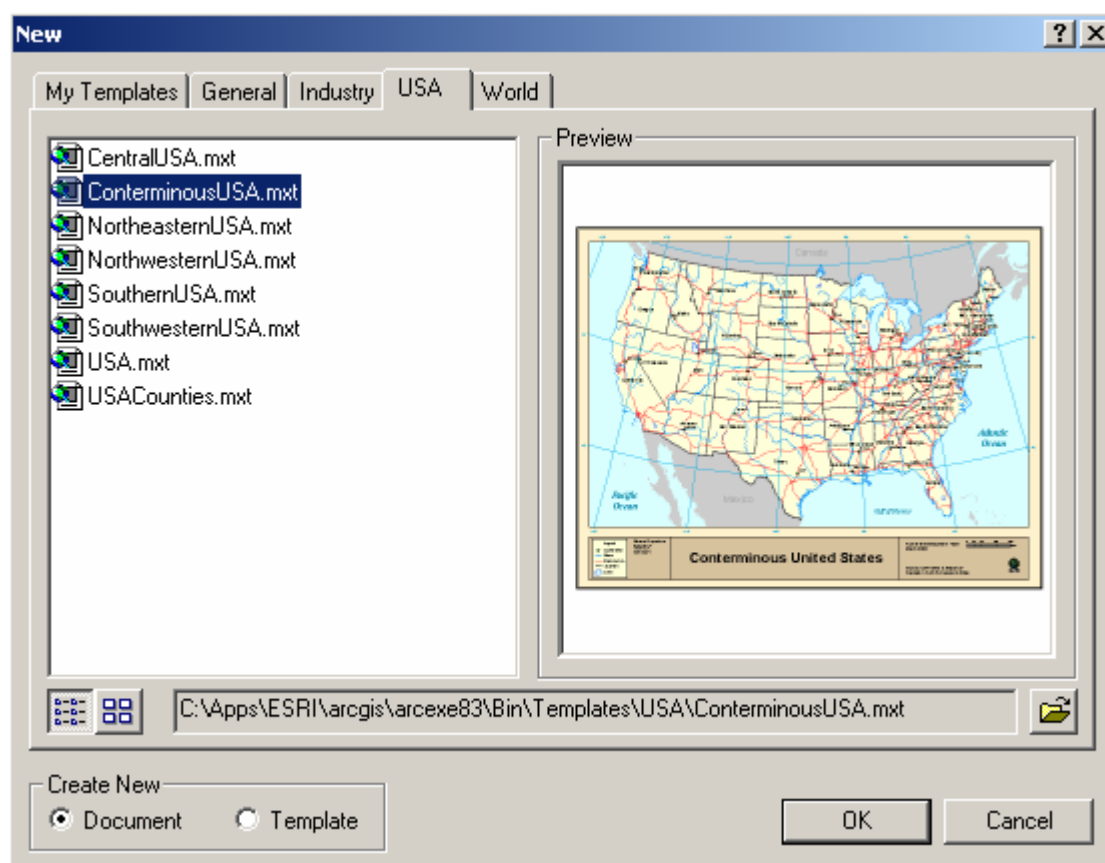 New
My Templates General Industry USA World
CentralUSA.mxt
ConterminousUSA.mxt
NortheasternUSA.mxt
NorthwesternUSA.mxt
SouthernUSA.mxt
SouthwesternUSA.mxt
USA.mxt
USACounties.mxt
Preview
Canada
Atlantic
Ocean
Pacific
Ocean
Mexico
Conterminous United States
C:\Apps\ESRI\arcgis\arcexe83\Bin\Templates\USA\ConterminousUSA.mxt
Create New
Document Template
OK Cancel